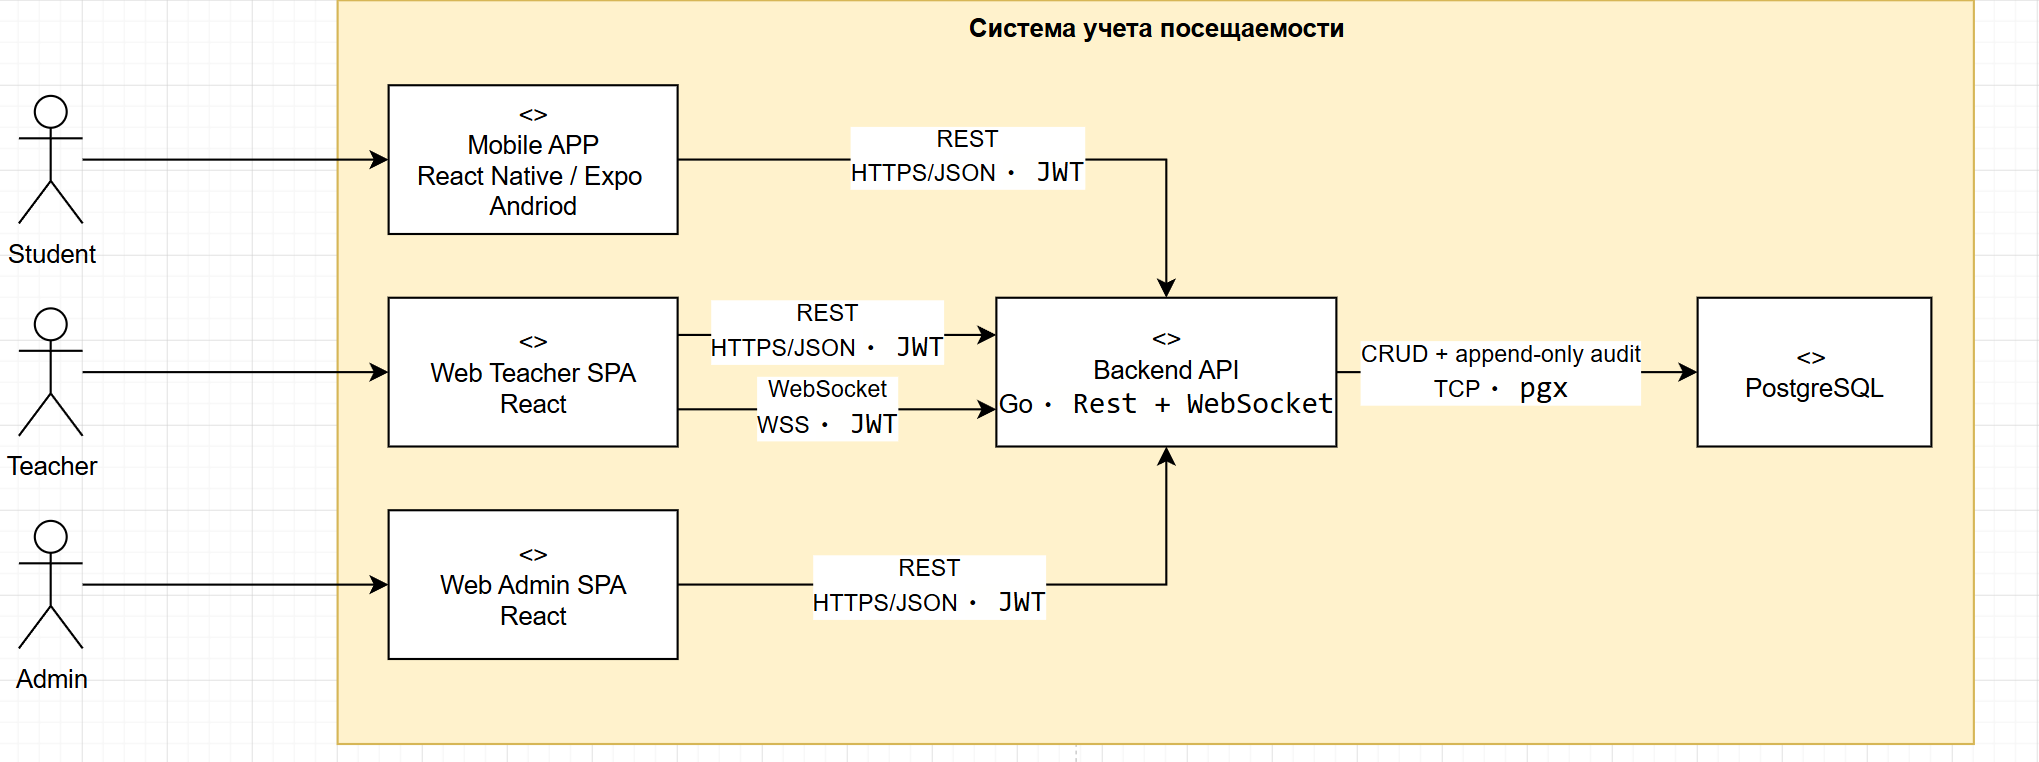 Система учета посещаемости
<>
Mobile APP
React Native / Expo
Andriod
REST
HTTPS/JSON • JWT
Student
<>
Web Teacher SPA
React
REST
HTTPS/JSON • JWT
WebSocket
WSS • JWT
<>
Backend API
Go • Rest + WebSocket
CRUD + append-only audit
TCP • pgx
<>
PostgreSQL
Teacher
<>
Web Admin SPA
React
REST
HTTPS/JSON • JWT
Admin